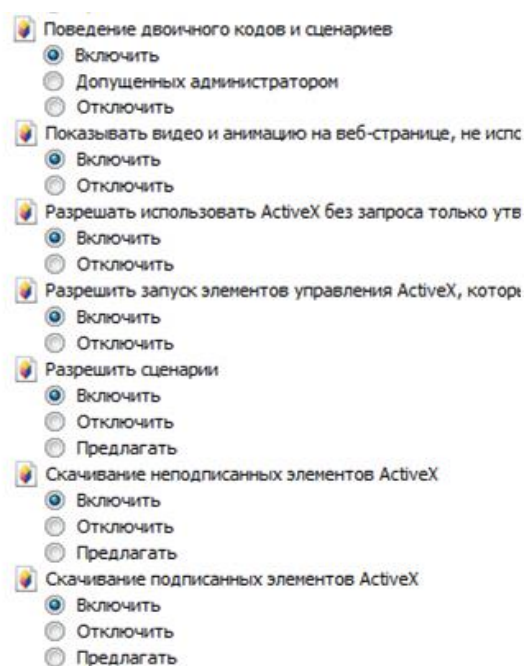 Поведение двоичного кодов и сценариев
Включить
Допущенных администратором
Отключить
Показывать видео и анимацию на веб-странице, не испо
Включить
Отключить
Разрешать использовать ActiveX без запроса только утв
Включить
Отключить
Разрешить запуск элементов управления ActiveX, которы
Включить
Отключить
Разрешить сценарии
Включить
Отключить
Предлагать
Скачивание неподписанных элементов ActiveX
Включить
Отключить
Предлагать
Скачивание подписанных элементов ActiveX
Включить
Отключить
Предлагать